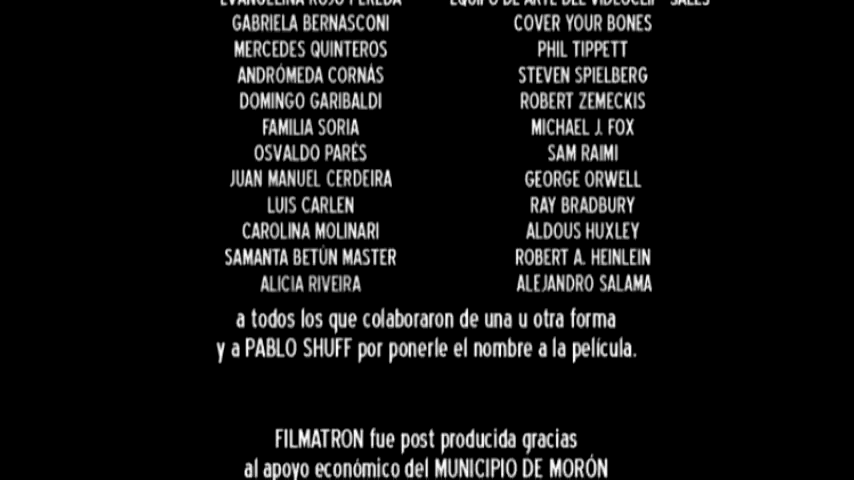 EVANGELINA ROJO PEREDA EQUIPO DE ARTE DEL VIDEOCLIP "SALES"
GABRIELA BERNASCONI COVER YOUR BONES
MERCEDES QUINTEROS PHIL TIPPETT
ANDRÓMEDA CORNÁS STEVEN SPIELBERG
DOMINGO GARIBALDI ROBERT ZEMECKIS
FAMILIA SORIA MICHAEL J. FOX
OSVALDO PARÉS SAM RAIMI
JUAN MANUEL CERDEIRA GEORGE ORWELL
LUIS CARLEN RAY BRADBURY
CAROLINA MOLINARI ALDOUS HUXLEY
SAMANTA BETÚN MASTER ROBERT A. HEINLEIN
ALICIA RIVEIRA ALEJANDRO SALAMA
a todos los que colaboraron de una u otra forma
y a PABLO SHUFF por ponerle el nombre a la película.
FILMATRON fue post producida gracias
al apoyo económico del MUNICIPIO DE MORÓN